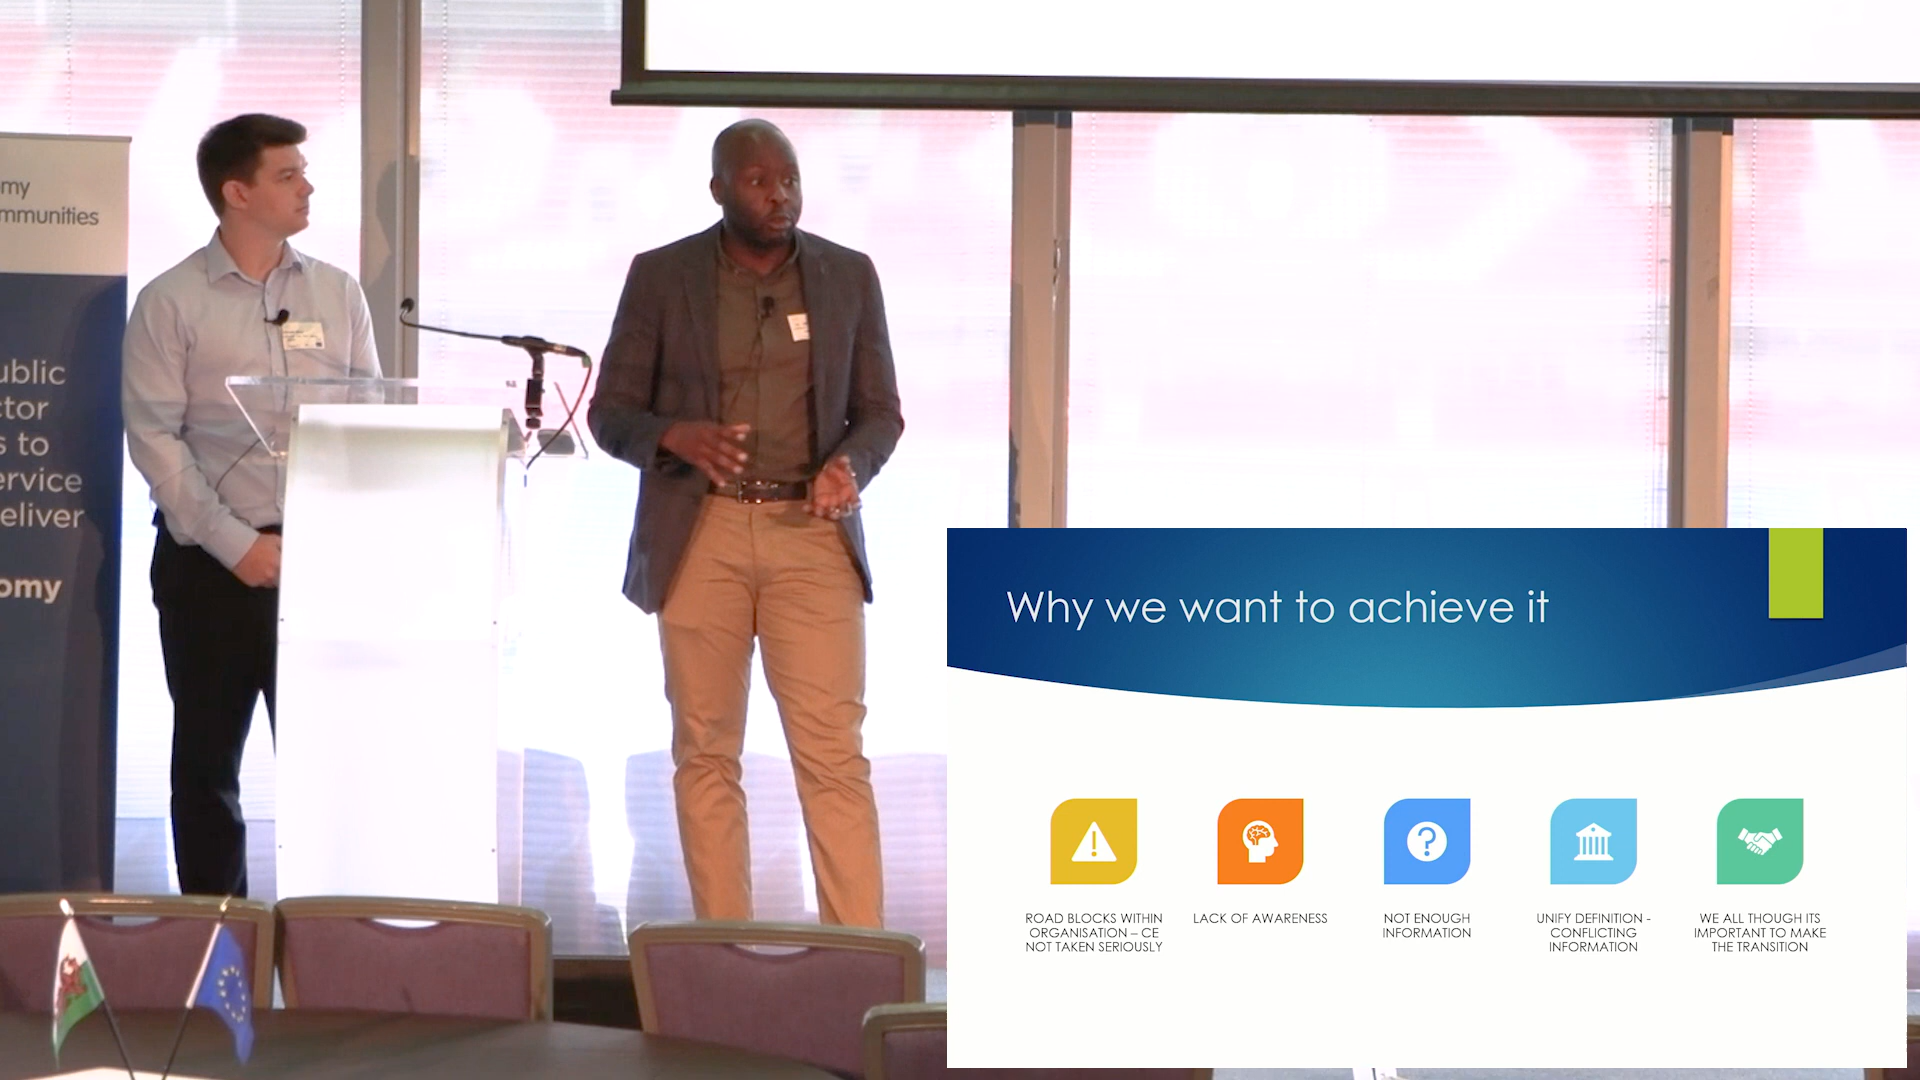 my
mmunities
ublic
ctor
s to
ervice
eliver
omy
Why we want to achieve it
ROAD BLOCKS WITHIN
ORGANISATION – CE
NOT TAKEN SERIOUSLY
LACK OF AWARENESS
NOT ENOUGH
INFORMATION
UNIFY DEFINITION -
CONFLICTING
INFORMATION
WE ALL THOUGH ITS
IMPORTANT TO MAKE
THE TRANSITION